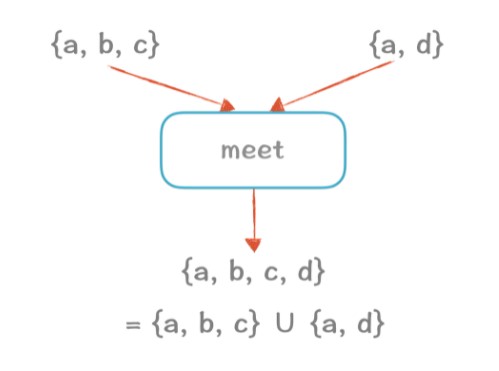 {a, b, c} {a, d}
meet
{a, b, c, d}
= {a, b, c} U {a, d}